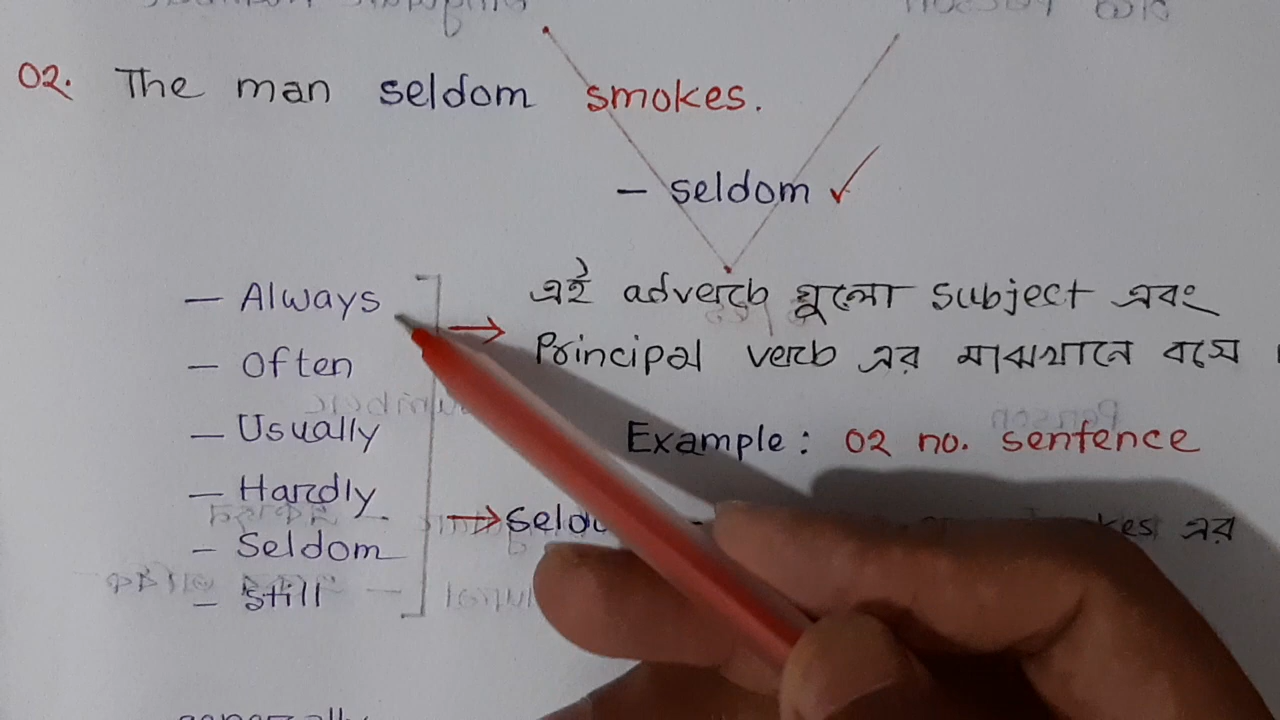 02. The man seldom smokes.
– seldom ✓
– Always
– Often
– Usually
– Hardly
– Seldom
– Still
→ এই adverb গুলো subject এবং
Principal verb এর মাঝখানে বসে ।
Example: 02 no. sentence
→ এর